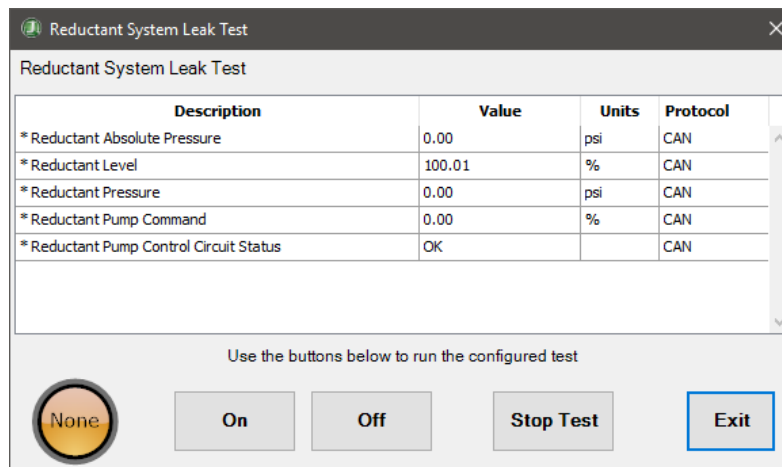 Reductant System Leak Test
Reductant System Leak Test
Description Value Units Protocol
* Reductant Absolute Pressure 0.00 psi CAN
* Reductant Level 100.01 % CAN
* Reductant Pressure 0.00 psi CAN
* Reductant Pump Command 0.00 % CAN
* Reductant Pump Control Circuit Status OK CAN
Use the buttons below to run the configured test
None On Off Stop Test Exit